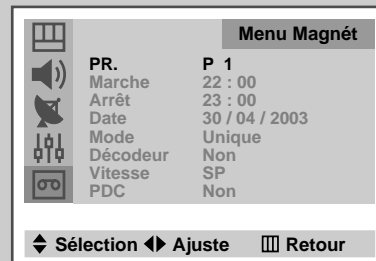 Menu Magnét
PR. P 1
Marche 22 : 00
Arrêt 23 : 00
Date 30 / 04 / 2003
Mode Unique
Décodeur Non
Vitesse SP
PDC Non
Sélection Ajuste Retour